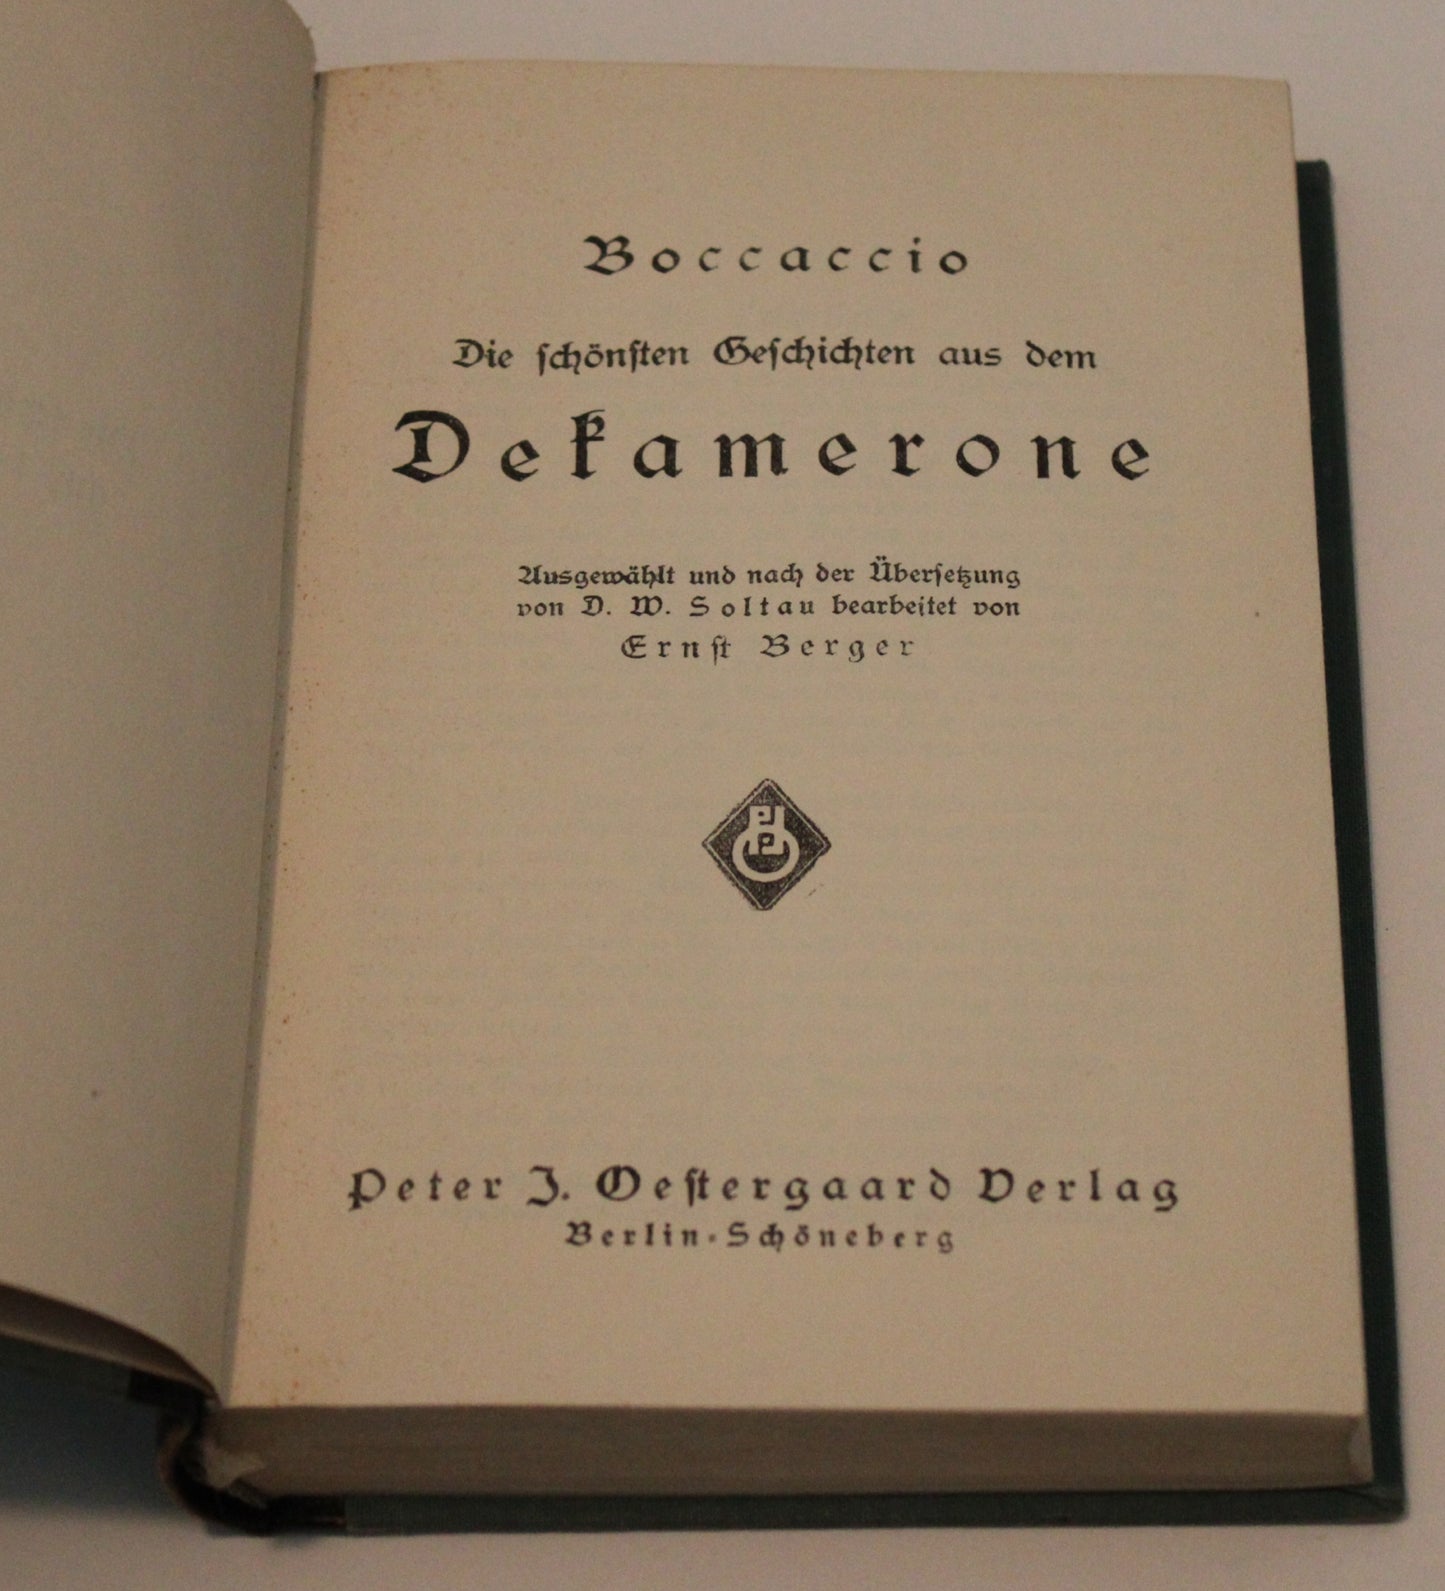 Boccaccio
Die schönsten Geschichten aus dem
Dekamerone
Ausgewählt und nach der Übersetzung
von D. W. Soltau bearbeitet von
Ernst Berger
Peter J. Oestergaard Verlag
Berlin-Schöneberg